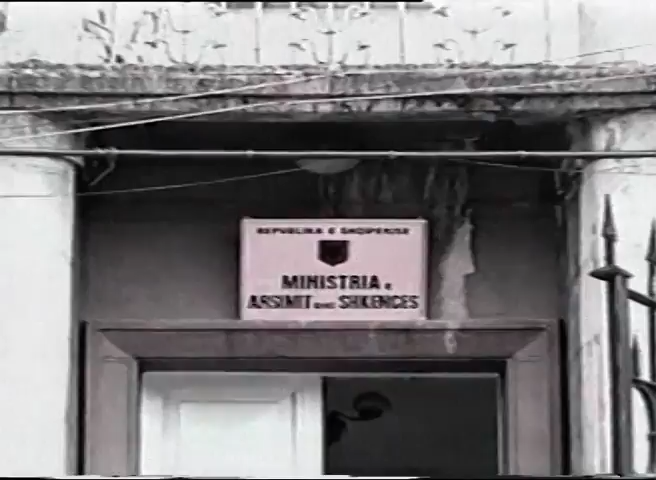 REPUBLIKA E SHQIPERISE
MINISTRIA e
ARSIMIT DHE SHKENCES